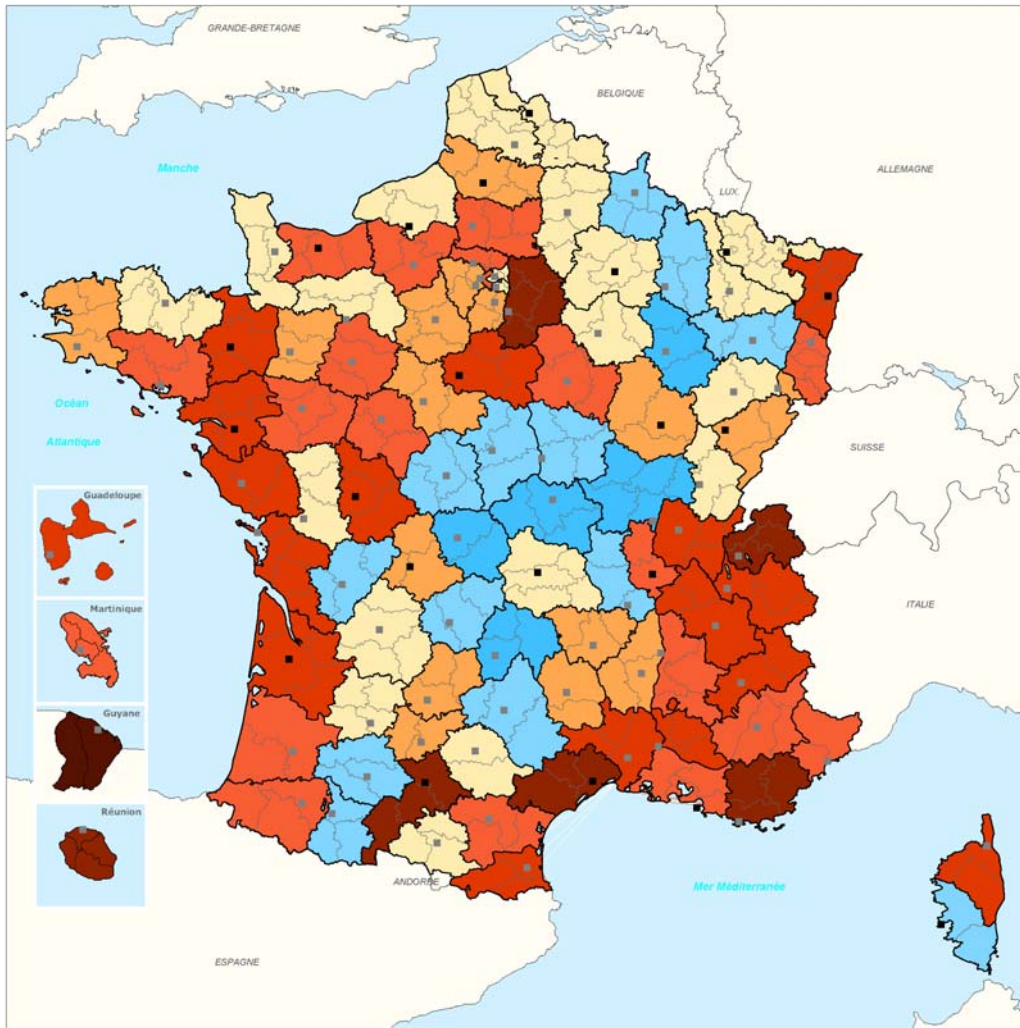 GRANDE-BRETAGNE
BELGIQUE
Manche
ALLEMAGNE
LUX.
Océan
Atlantique
SUISSE
Guadeloupe
Martinique
ITALIE
Guyane
Réunion
ANDORRE
Mer Méditerranée
ESPAGNE